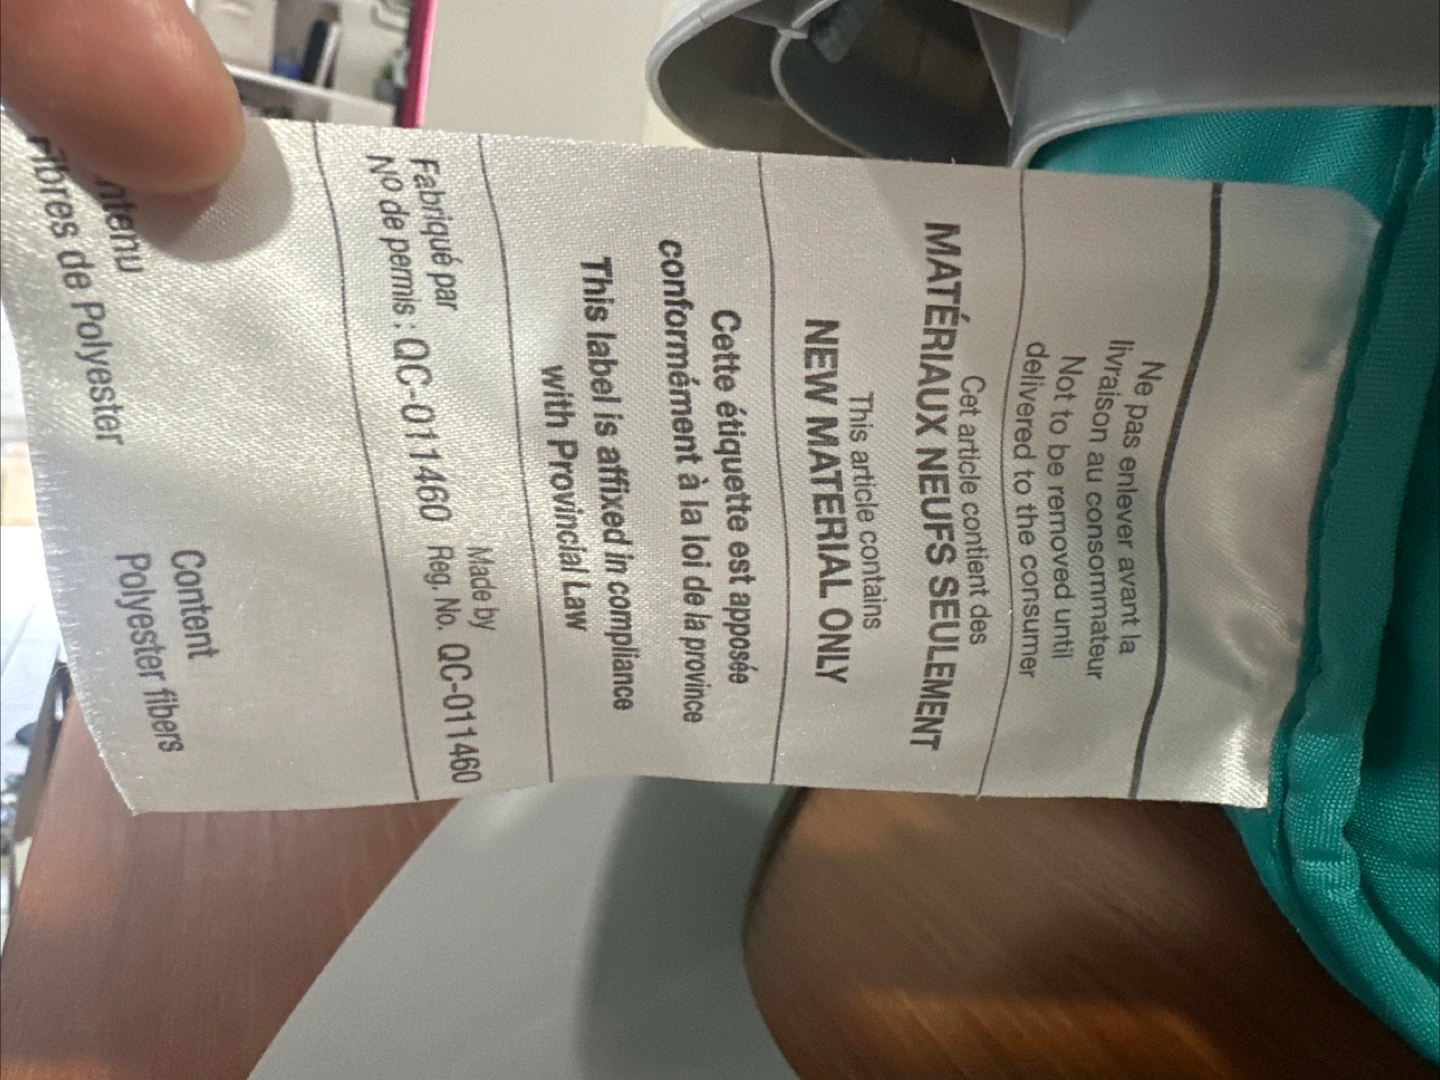 Ne pas enlever avant la
livraison au consommateur
Not to be removed until
delivered to the consumer
Cet article contient des
MATÉRIAUX NEUFS SEULEMENT
This article contains
NEW MATERIAL ONLY
Cette étiquette est apposée
conformément à la loi de la province
This label is affixed in compliance
with Provincial Law
Fabriqué par Made by
No de permis : QC-011460 Reg. No. QC-011460
Content
Fibres de Polyester Polyester fibers